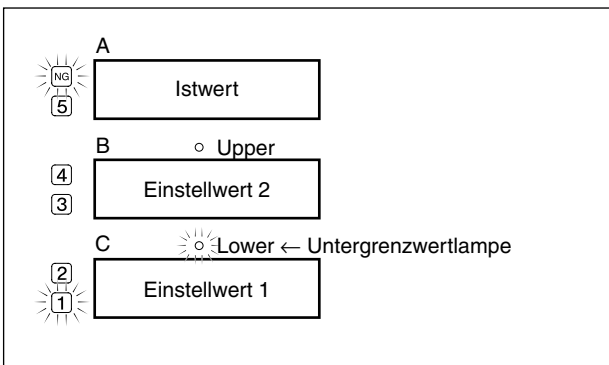 A
NG
Istwert
5
B
Upper
4
Einstellwert 2
3
C
Lower ← Untergrenzwertlampe
2
Einstellwert 1
1